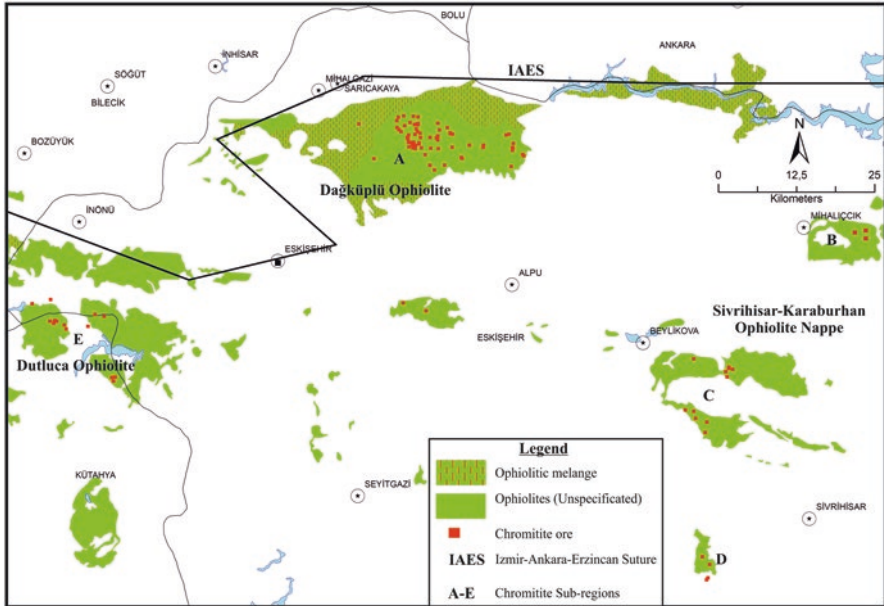 BOLU
ANKARA
İNHİSAR
SÖĞÜT
BİLECİK
MİHALGAZİ
SARICAKAYA
IAES
BOZÜYÜK
N
A
Dağküplü Ophiolite
0 12,5 25
Kilometers
İNÖNÜ
MİHALIÇÇIK
B
ESKİŞEHİR
ALPU
Sivrihisar-Karaburhan
Ophiolite Nappe
ESKİŞEHİR
BEYLİKOVA
E
Dutluca Ophiolite
C
KÜTAHYA
SEYİTGAZİ
SİVRİHİSAR
D
Legend
Ophiolitic melange
Ophiolites (Unspecificated)
Chromitite ore
IAES Izmir-Ankara-Erzincan Suture
A-E Chromitite Sub-regions